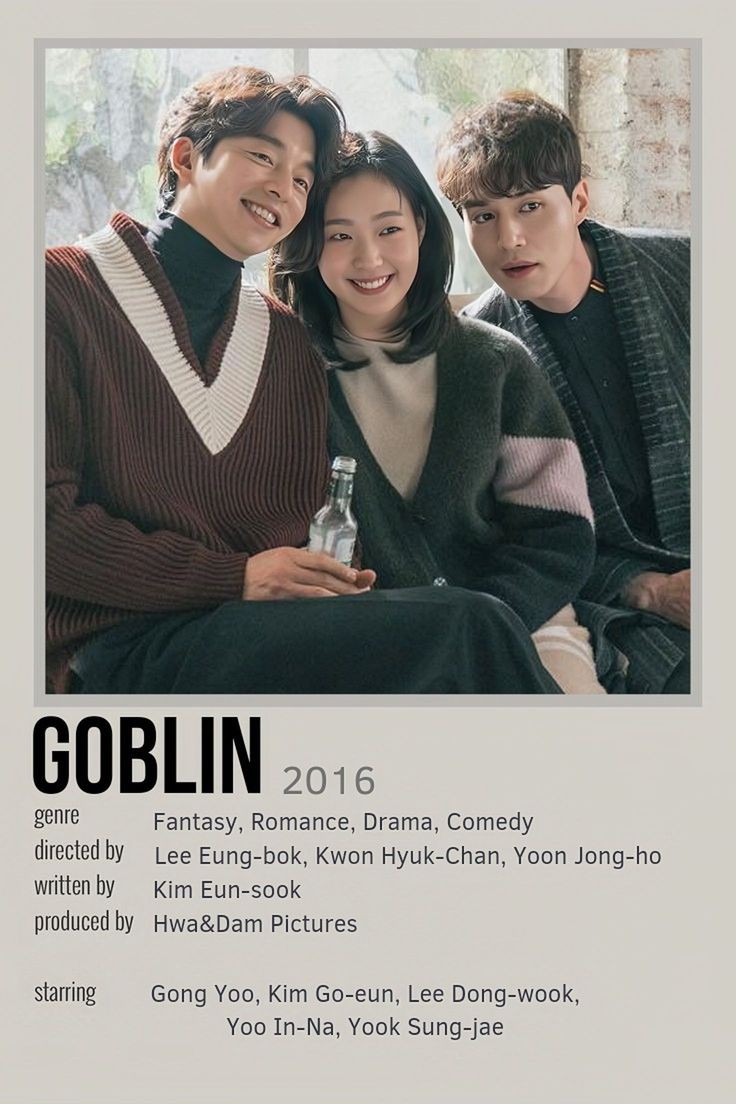 GOBLIN 2016
genre Fantasy, Romance, Drama, Comedy
directed by Lee Eung-bok, Kwon Hyuk-Chan, Yoon Jong-ho
written by Kim Eun-sook
produced by Hwa&Dam Pictures
starring Gong Yoo, Kim Go-eun, Lee Dong-wook,
Yoo In-Na, Yook Sung-jae